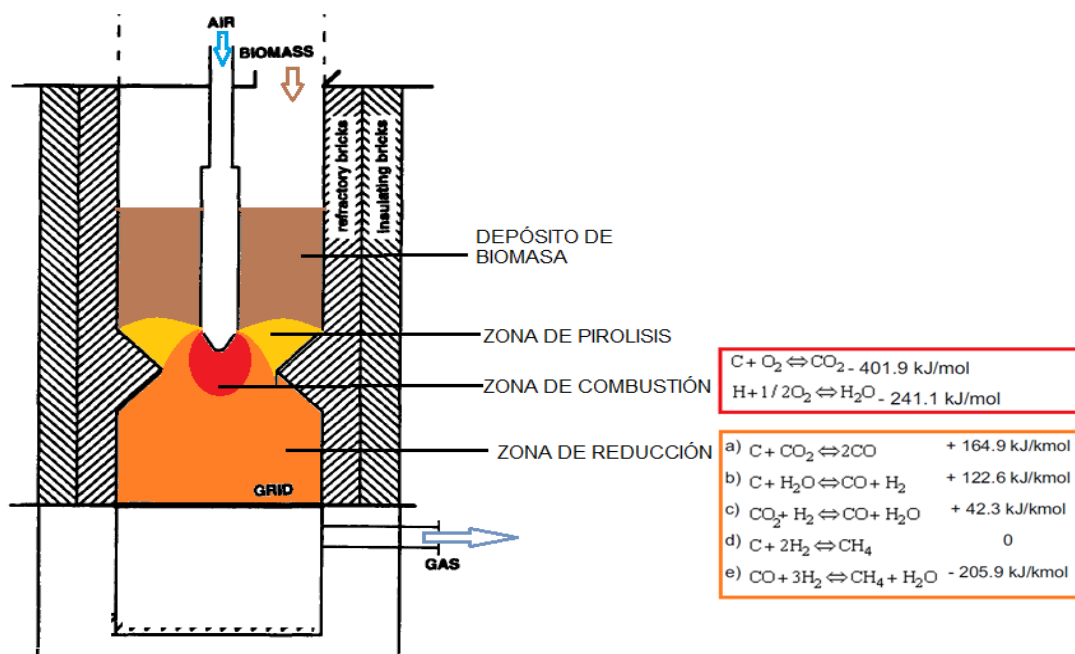 AIR
BIOMASS
refractory bricks
insulating bricks
DEPÓSITO DE
BIOMASA
ZONA DE PIROLISIS
ZONA DE COMBUSTIÓN
ZONA DE REDUCCIÓN
GRID
GAS
C + O₂ ⇔ CO₂ - 401.9 kJ/mol
H + 1/2O₂ ⇔ H₂O - 241.1 kJ/mol
a) C + CO₂ ⇔ 2CO + 164.9 kJ/kmol
b) C + H₂O ⇔ CO + H₂ + 122.6 kJ/kmol
c) CO₂ + H₂ ⇔ CO + H₂O + 42.3 kJ/kmol
d) C + 2H₂ ⇔ CH₄ 0
e) CO + 3H₂ ⇔ CH₄ + H₂O - 205.9 kJ/kmol